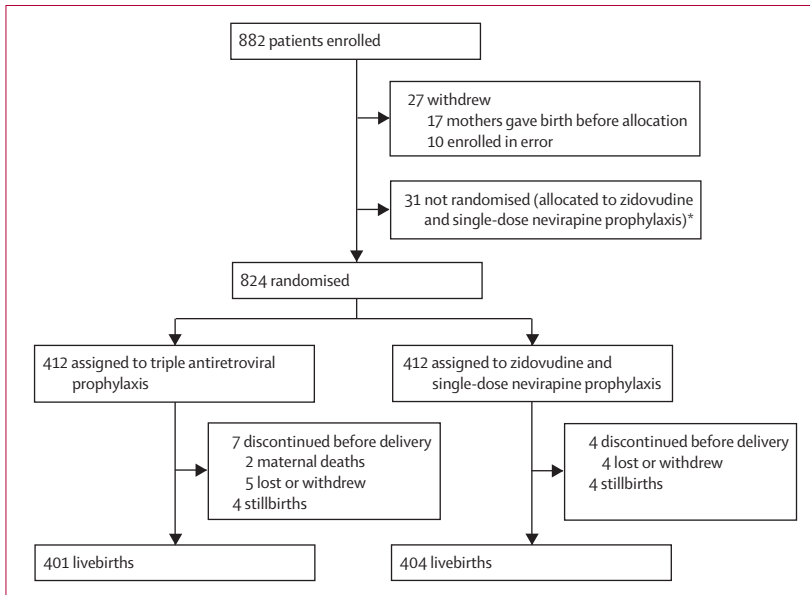 882 patients enrolled
27 withdrew
17 mothers gave birth before allocation
10 enrolled in error
31 not randomised (allocated to zidovudine
and single-dose nevirapine prophylaxis)*
824 randomised
412 assigned to triple antiretroviral
prophylaxis
412 assigned to zidovudine and
single-dose nevirapine prophylaxis
7 discontinued before delivery
2 maternal deaths
5 lost or withdrew
4 stillbirths
4 discontinued before delivery
4 lost or withdrew
4 stillbirths
401 livebirths
404 livebirths